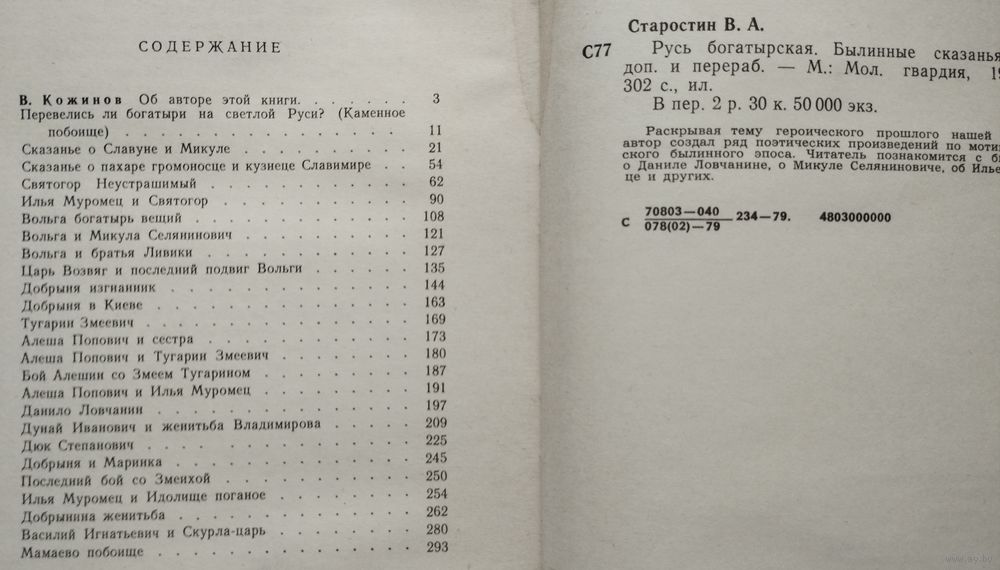 СОДЕРЖАНИЕ
В. Кожинов Об авторе этой книги. . . . . . . 3
Перевелись ли богатыри на светлой Руси? (Каменное
побоище) . . . . . . . . . . . . . . . . 11
Сказанье о Славуне и Микуле . . . . . . . . . . 21
Сказанье о пахаре громоносце и кузнеце Славимире . . 54
Святогор Неустрашимый . . . . . . . . . . . 62
Илья Муромец и Святогор . . . . . . . . . . 90
Вольга богатырь вещий . . . . . . . . . . . 108
Вольга и Микула Селянинович . . . . . . . . . 121
Вольга и братья Ливики . . . . . . . . . . . 127
Царь Возвяг и последний подвиг Вольги . . . . . . 135
Добрыня изгнанник . . . . . . . . . . . . . 144
Добрыня в Киеве . . . . . . . . . . . . . . 163
Тугарин Змеевич . . . . . . . . . . . . . . 169
Алеша Попович и сестра . . . . . . . . . . . 173
Алеша Попович и Тугарин Змеевич . . . . . . . . 180
Бой Алешин со Змеем Тугарином . . . . . . . . 187
Алеша Попович и Илья Муромец . . . . . . . . 191
Данило Ловчанин . . . . . . . . . . . . . . 197
Дунай Иванович и женитьба Владимирова . . . . . 209
Дюк Степанович . . . . . . . . . . . . . . 225
Добрыня и Маринка . . . . . . . . . . . . . 245
Последний бой со Змеихой . . . . . . . . . . 250
Илья Муромец и Идолище поганое . . . . . . . . 254
Добрынина женитьба . . . . . . . . . . . . 262
Василий Игнатьевич и Скурла-царь . . . . . . . 280
Мамаево побоище . . . . . . . . . . . . . . 293
Старостин В. А.
С77 Русь богатырская. Былинные сказанья
доп. и перераб. — М.: Мол. гвардия, 19
302 с., ил.
В пер. 2 р. 30 к. 50 000 экз.
Раскрывая тему героического прошлого нашей
автор создал ряд поэтических произведений по моти
ского былинного эпоса. Читатель познакомится с бы
о Даниле Ловчанине, о Микуле Селяниновиче, об Илье
це и других.
С 70803—040
078(02)—79 234—79. 4803000000
www.ay.by